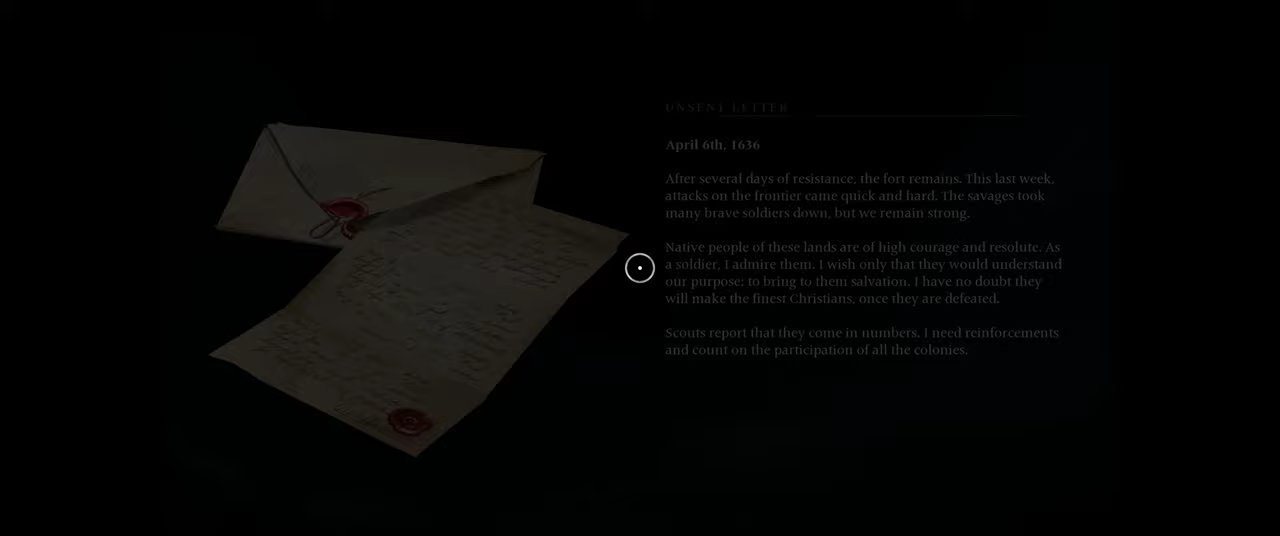 UNSENT LETTER
April 6th, 1636
After several days of resistance, the fort remains. This last week,
attacks on the frontier came quick and hard. The savages took
many brave soldiers down, but we remain strong.
Native people of these lands are of high courage and resolute. As
a soldier, I admire them. I wish only that they would understand
our purpose: to bring to them salvation. I have no doubt they
will make the finest Christians, once they are defeated.
Scouts report that they come in numbers. I need reinforcements
and count on the participation of all the colonies.